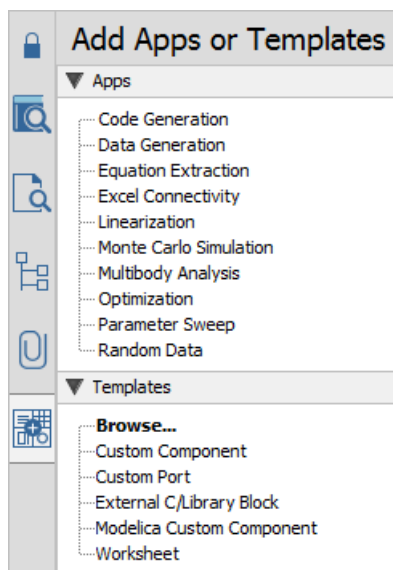 Add Apps or Templates
Apps
Code Generation
Data Generation
Equation Extraction
Excel Connectivity
Linearization
Monte Carlo Simulation
Multibody Analysis
Optimization
Parameter Sweep
Random Data
Templates
Browse...
Custom Component
Custom Port
External C/Library Block
Modelica Custom Component
Worksheet